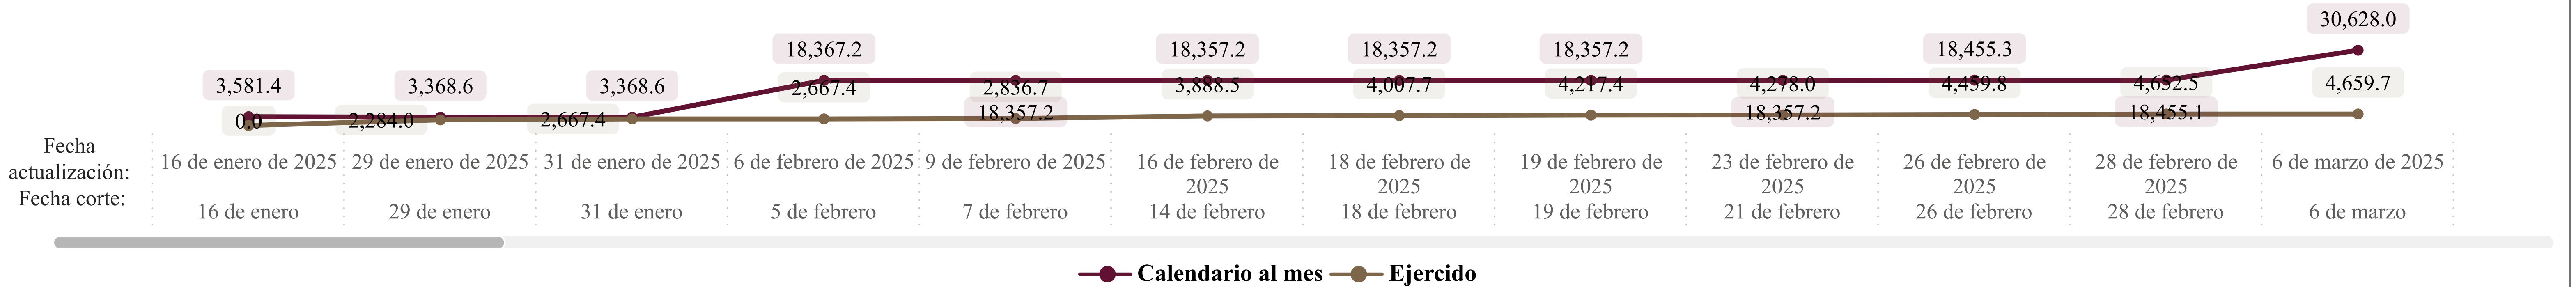 30,628.0
18,367.2
18,357.2
18,357.2
18,357.2
18,455.3
3,581.4
3,368.6
3,368.6
2,667.4
2,836.7
3,888.5
4,007.7
4,217.4
4,278.0
4,459.8
4,652.5
4,659.7
0.0
2,284.0
2,667.4
18,357.2
18,357.2
18,455.1
Fecha
actualización:
Fecha corte:
16 de enero de 2025
29 de enero de 2025
31 de enero de 2025
6 de febrero de 2025
9 de febrero de 2025
16 de febrero de
2025
18 de febrero de
2025
19 de febrero de
2025
23 de febrero de
2025
26 de febrero de
2025
28 de febrero de
2025
6 de marzo de 2025
16 de enero
29 de enero
31 de enero
5 de febrero
7 de febrero
14 de febrero
18 de febrero
19 de febrero
21 de febrero
26 de febrero
28 de febrero
6 de marzo
Calendario al mes
Ejercido